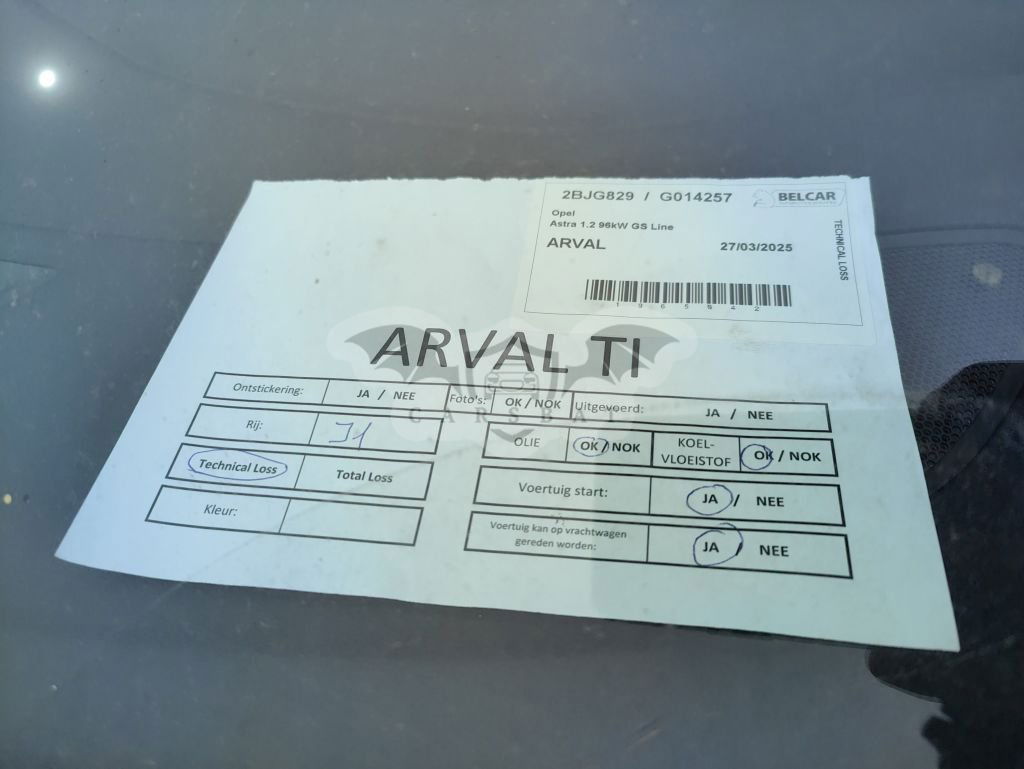 2BJG829 / G014257
BELCAR
Opel
Astra 1.2 96kW GS Line
ARVAL 27/03/2025
TECHNICAL LOSS
ARVAL TI
CARSBAT
Ontstickering: JA / NEE Foto's: OK / NOK Uitgevoerd: JA / NEE
Rij: J1
OLIE OK / NOK KOEL-VLOEISTOF OK / NOK
Technical Loss Total Loss
Voertuig start: JA / NEE
Kleur:
Voertuig kan op vrachtwagen
gereden worden: JA / NEE